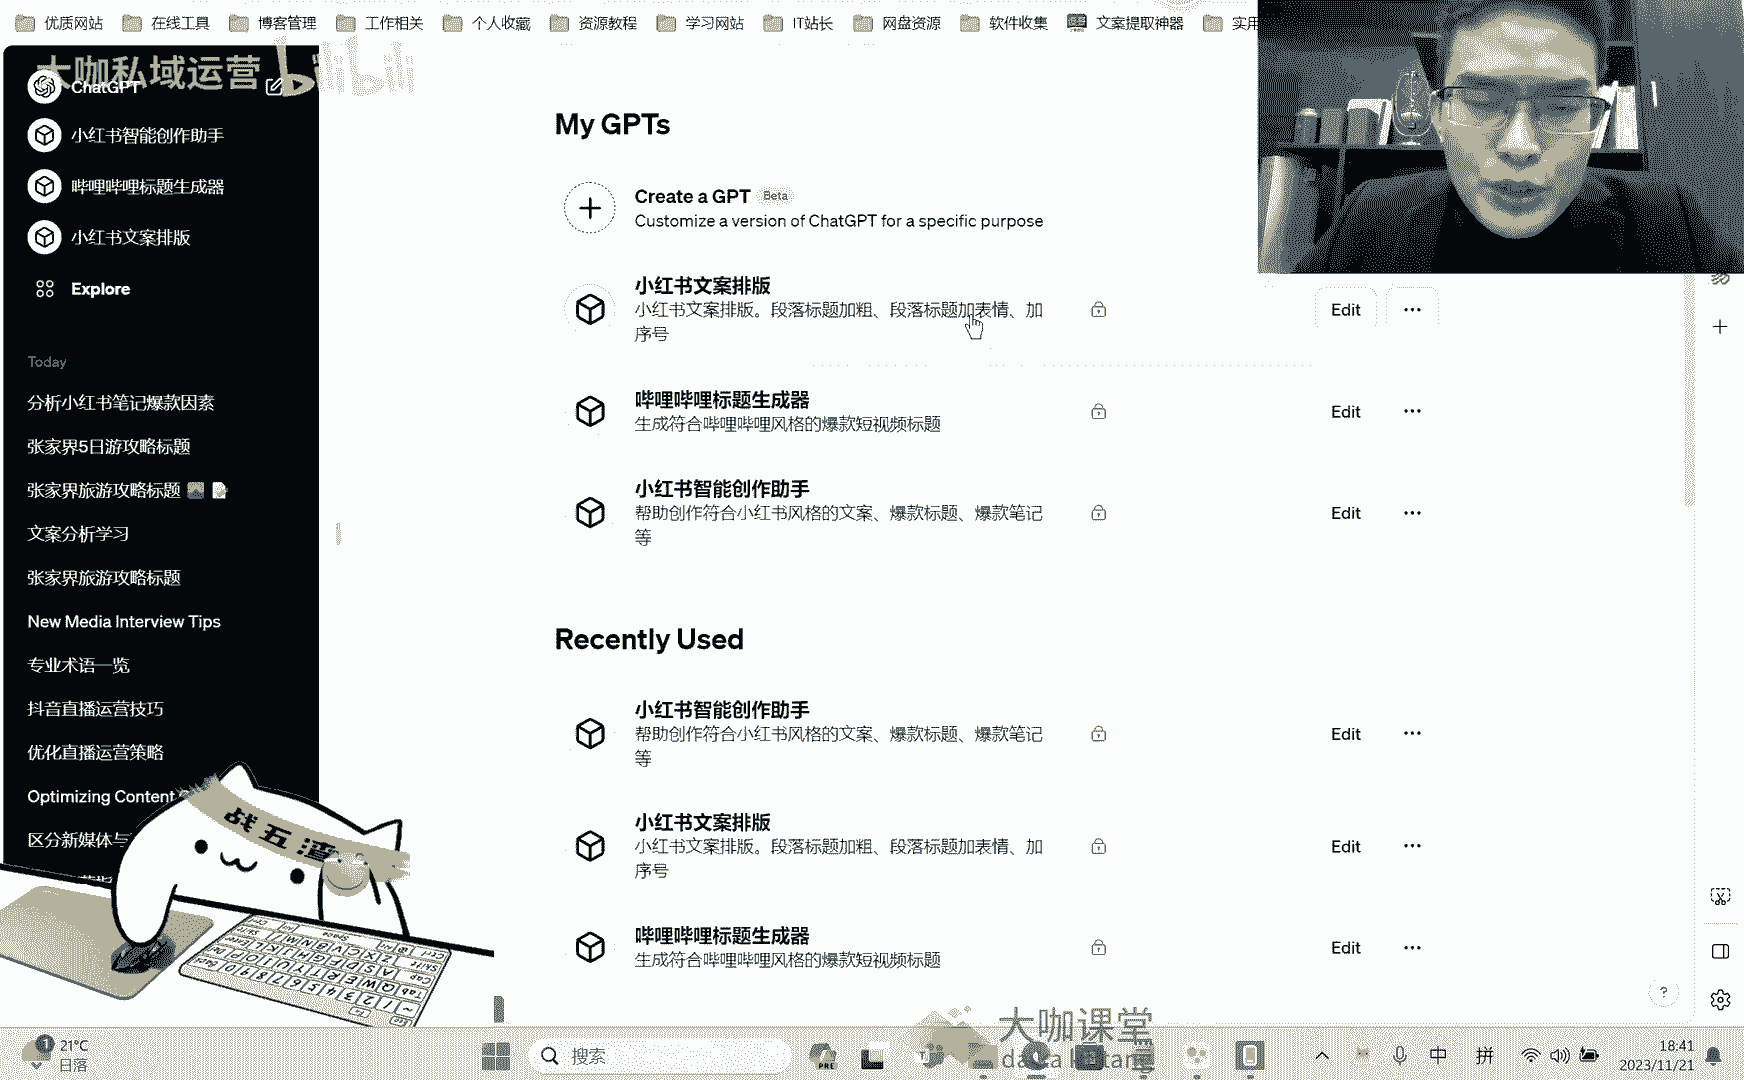 优质网站
在线工具
博客管理
工作相关
个人收藏
资源教程
学习网站
IT站长
网盘资源
软件收集
文案提取神器
大咖私域运营
bilibili
ChatGPT
小红书智能创作助手
哔哩哔哩标题生成器
小红书文案排版
Explore
Today
分析小红书笔记爆款因素
张家界5日游攻略标题
张家界旅游攻略标题
文案分析学习
张家界旅游攻略标题
New Media Interview Tips
专业术语一览
抖音直播运营技巧
优化直播运营策略
Optimizing Content
区分新媒体与
My GPTs
Create a GPT Beta
Customize a version of ChatGPT for a specific purpose
小红书文案排版
小红书文案排版。段落标题加粗、段落标题加表情、加
序号
Edit
哔哩哔哩标题生成器
生成符合哔哩哔哩风格的爆款短视频标题
Edit
小红书智能创作助手
帮助创作符合小红书风格的文案、爆款标题、爆款笔记
等
Edit
Recently Used
小红书智能创作助手
帮助创作符合小红书风格的文案、爆款标题、爆款笔记
等
Edit
小红书文案排版
小红书文案排版。段落标题加粗、段落标题加表情、加
序号
Edit
哔哩哔哩标题生成器
生成符合哔哩哔哩风格的爆款短视频标题
Edit
战五渣
大咖课堂
1
21°C
日落
搜索
PRE
中
拼
18:41
2023/11/21